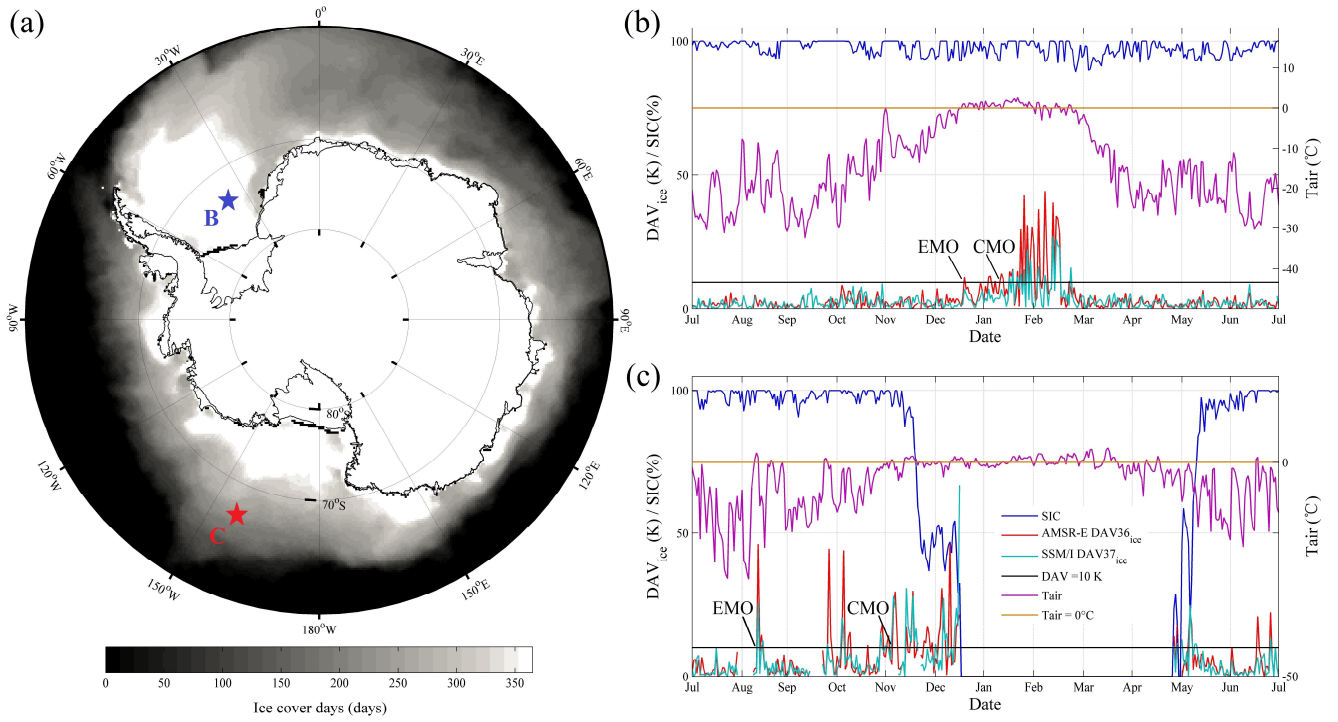 (a)
0°
30°W
30°E
60°W
60°E
B
90°W
90°E
80°
70°S
C
120°W
120°E
150°W
150°E
180°W
0 50 100 150 200 250 300 350
Ice cover days (days)
(b)
100
50
0
DAVice (K) / SIC(%)
10
0
-10
-20
-30
-40
Tair (°C)
EMO
CMO
Jul Aug Sep Oct Nov Dec Jan Feb Mar Apr May Jun Jul
Date
(c)
100
50
0
DAVice (K) / SIC(%)
0
-50
Tair (°C)
EMO
CMO
SIC
AMSR-E DAV36ice
SSM/I DAV37ice
DAV =10 K
Tair
Tair = 0°C
Jul Aug Sep Oct Nov Dec Jan Feb Mar Apr May Jun Jul
Date